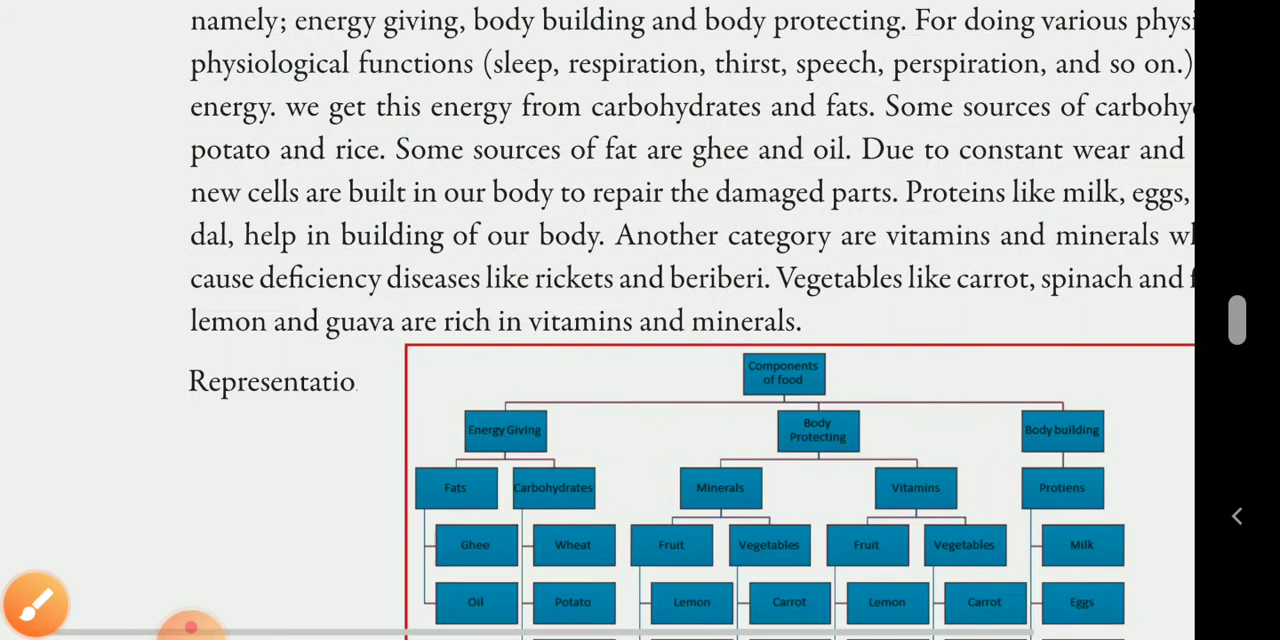 namely; energy giving, body building and body protecting. For doing various physi
physiological functions (sleep, respiration, thirst, speech, perspiration, and so on.)
energy. we get this energy from carbohydrates and fats. Some sources of carbohy
potato and rice. Some sources of fat are ghee and oil. Due to constant wear and
new cells are built in our body to repair the damaged parts. Proteins like milk, eggs,
dal, help in building of our body. Another category are vitamins and minerals
cause deficiency diseases like rickets and beriberi. Vegetables like carrot, spinach and
lemon and guava are rich in vitamins and minerals.
Representatio
Components
of food
Energy Giving
Body
Protecting
Body building
Fats
Carbohydrates
Minerals
Vitamins
Protiens
Ghee
Wheat
Fruit
Vegetables
Fruit
Vegetables
Milk
Oil
Potato
Lemon
Carrot
Lemon
Carrot
Eggs